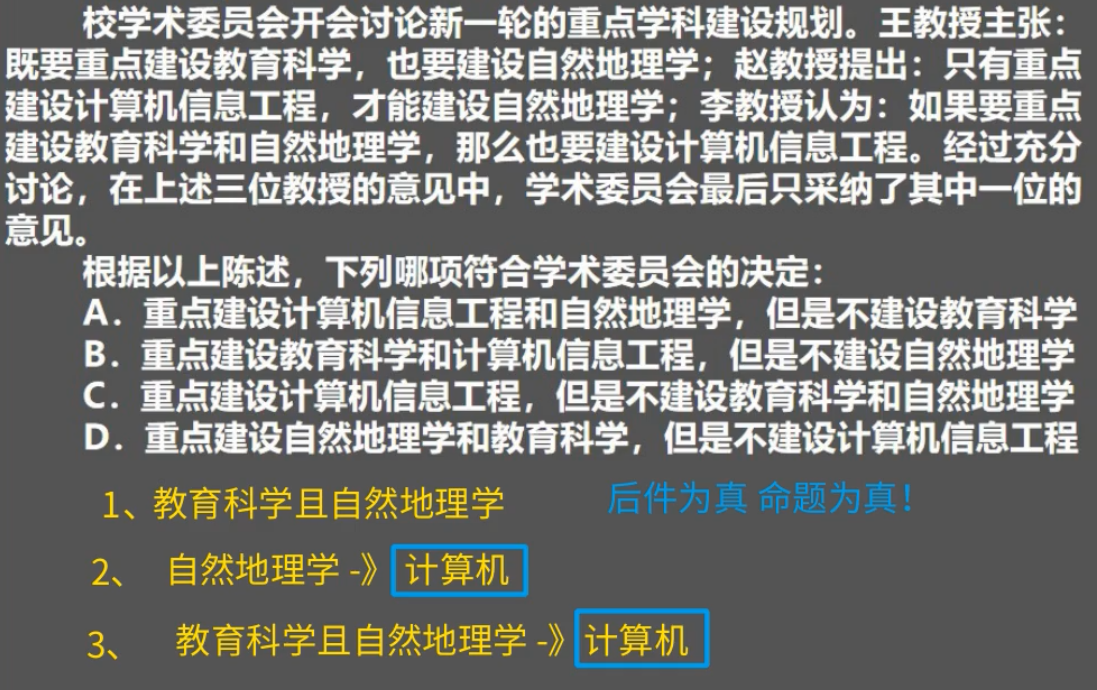 校学术委员会开会讨论新一轮的重点学科建设规划。王教授主张：
既要重点建设教育科学，也要建设自然地理学；赵教授提出：只有重点
建设计算机信息工程，才能建设自然地理学；李教授认为：如果要重点
建设教育科学和自然地理学，那么也要建设计算机信息工程。经过充分
讨论，在上述三位教授的意见中，学术委员会最后只采纳了其中一位的
意见。
根据以上陈述，下列哪项符合学术委员会的决定：
A．重点建设计算机信息工程和自然地理学，但是不建设教育科学
B．重点建设教育科学和计算机信息工程，但是不建设自然地理学
C．重点建设计算机信息工程，但是不建设教育科学和自然地理学
D．重点建设自然地理学和教育科学，但是不建设计算机信息工程
1、教育科学且自然地理学 后件为真 命题为真！
2、 自然地理学 -》计算机
3、 教育科学且自然地理学 -》计算机